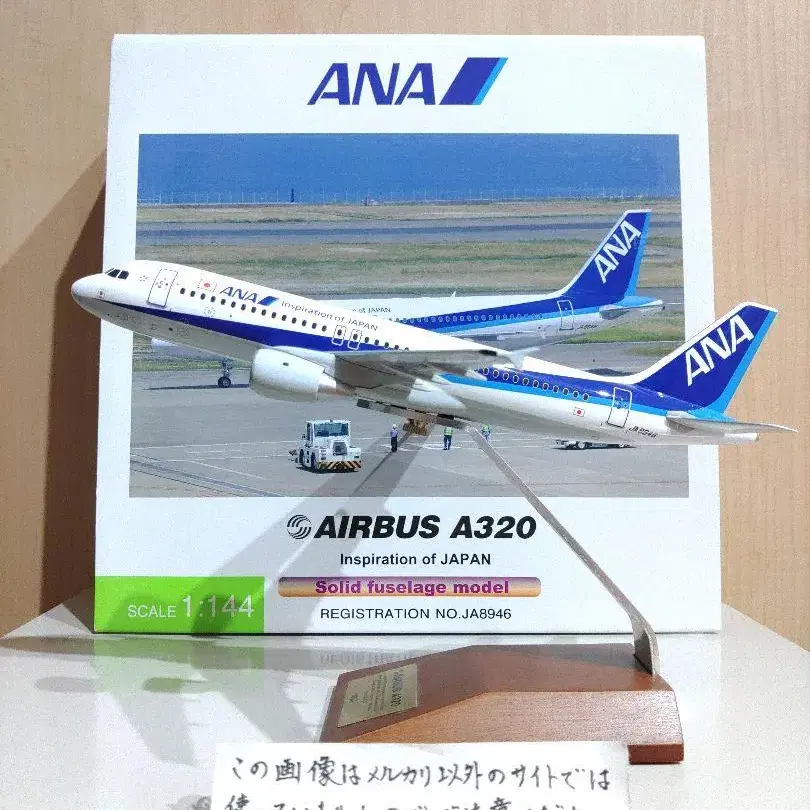 ANA
ANA
ANA
ANA Inspiration of JAPAN
JA8946
AIRBUS A320
Inspiration of JAPAN
Solid fuselage model
SCALE 1:144
REGISTRATION NO.JA8946
この画像はメルカリ以外のサイトでは